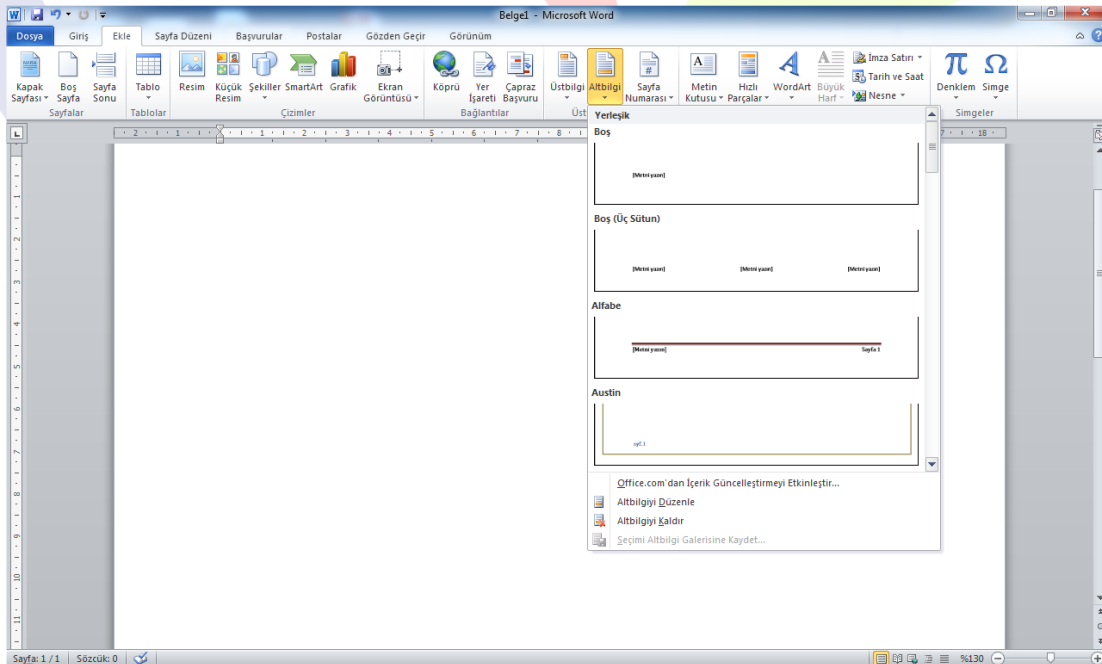 Belge1 - Microsoft Word
Dosya Giriş Ekle Sayfa Düzeni Başvurular Postalar Gözden Geçir Görünüm
Kapak Sayfası Boş Sayfa Sayfa Sonu
Tablo
Resim Küçük Resim Şekiller SmartArt Grafik Ekran Görüntüsü
Köprü Yer İşareti Çapraz Başvuru
Üstbilgi Altbilgi Sayfa Numarası
Metin Kutusu Hızlı Parçalar WordArt Büyük Harf
İmza Satırı
Tarih ve Saat
Nesne
Denklem Simge
Sayfalar Tablolar Çizimler Bağlantılar Üst Simgeler
Yerleşik
Boş
[Metni yazın]
Boş (Üç Sütun)
[Metni yazın] [Metni yazın] [Metni yazın]
Alfabe
[Metni yazın] Sayfa 1
Austin
syf. 1
Office.com'dan İçerik Güncelleştirmeyi Etkinleştir...
Altbilgiyi Düzenle
Altbilgiyi Kaldır
Seçimi Altbilgi Galerisine Kaydet...
Sayfa: 1 / 1 Sözcük: 0 %130